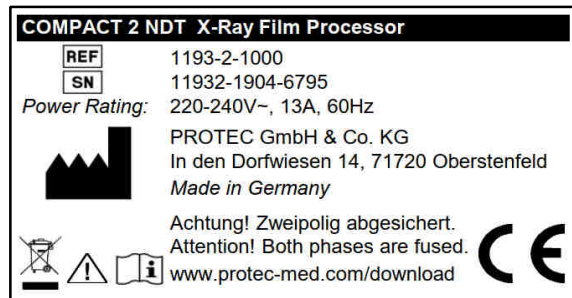 COMPACT 2 NDT X-Ray Film Processor
REF 1193-2-1000
SN 11932-1904-6795
Power Rating: 220-240V~, 13A, 60Hz
PROTEC GmbH & Co. KG
In den Dorfwiesen 14, 71720 Oberstenfeld
Made in Germany
Achtung! Zweipolig abgesichert.
Attention! Both phases are fused.
www.protec-med.com/download
CE